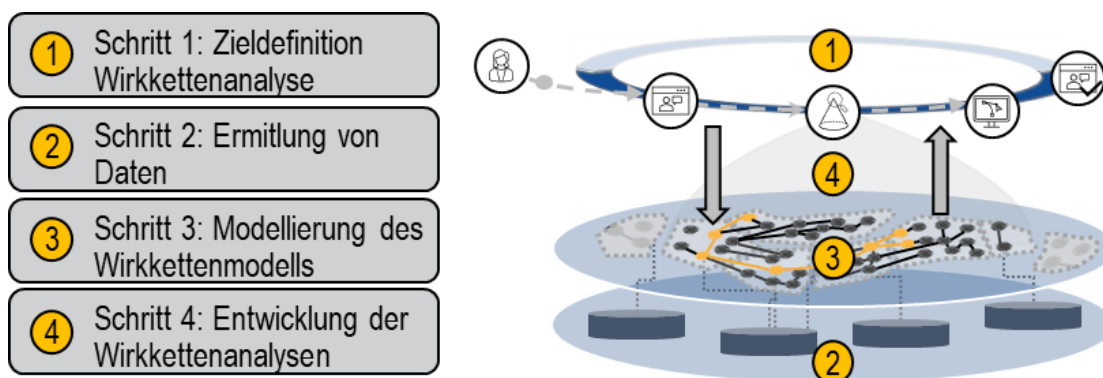 1
Schritt 1: Zieldefinition
Wirkkettenanalyse
2
Schritt 2: Ermitlung von
Daten
3
Schritt 3: Modellierung des
Wirkkettenmodells
4
Schritt 4: Entwicklung der
Wirkkettenanalysen
1
4
3
2